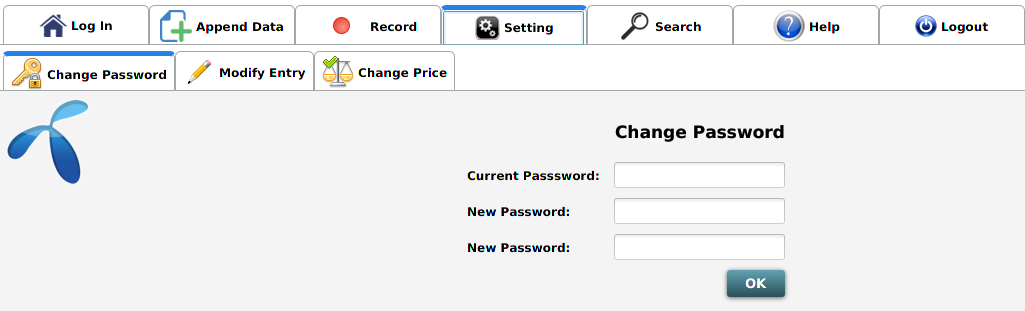 Log In Append Data Record Setting Search Help Logout
Change Password Modify Entry Change Price
Change Password
Current Passsword:
New Password:
New Password:
OK